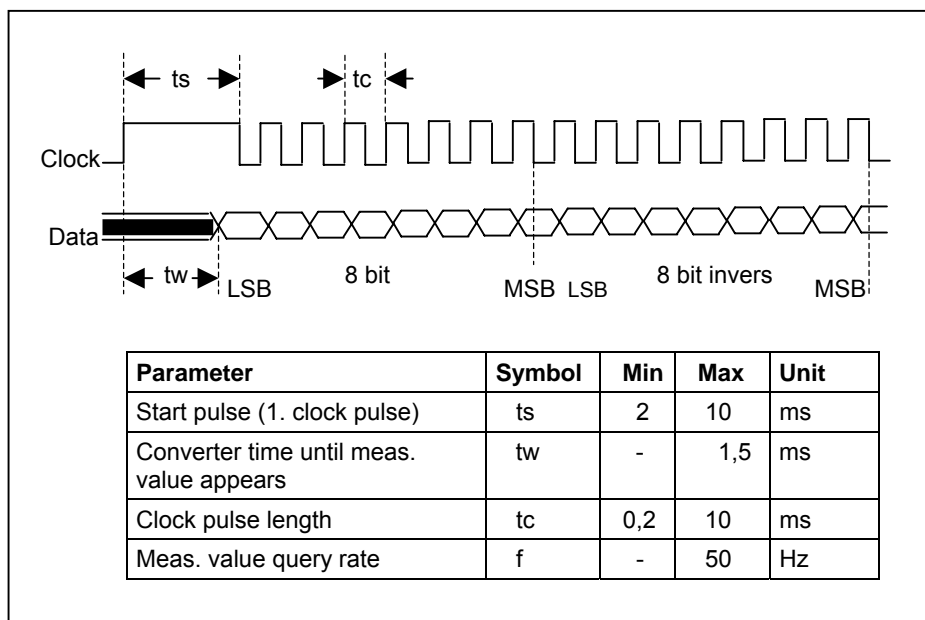 ts tc
Clock
Data
tw LSB 8 bit MSB LSB 8 bit invers MSB
Parameter Symbol Min Max Unit
Start pulse (1. clock pulse) ts 2 10 ms
Converter time until meas. tw - 1,5 ms
value appears
Clock pulse length tc 0,2 10 ms
Meas. value query rate f - 50 Hz